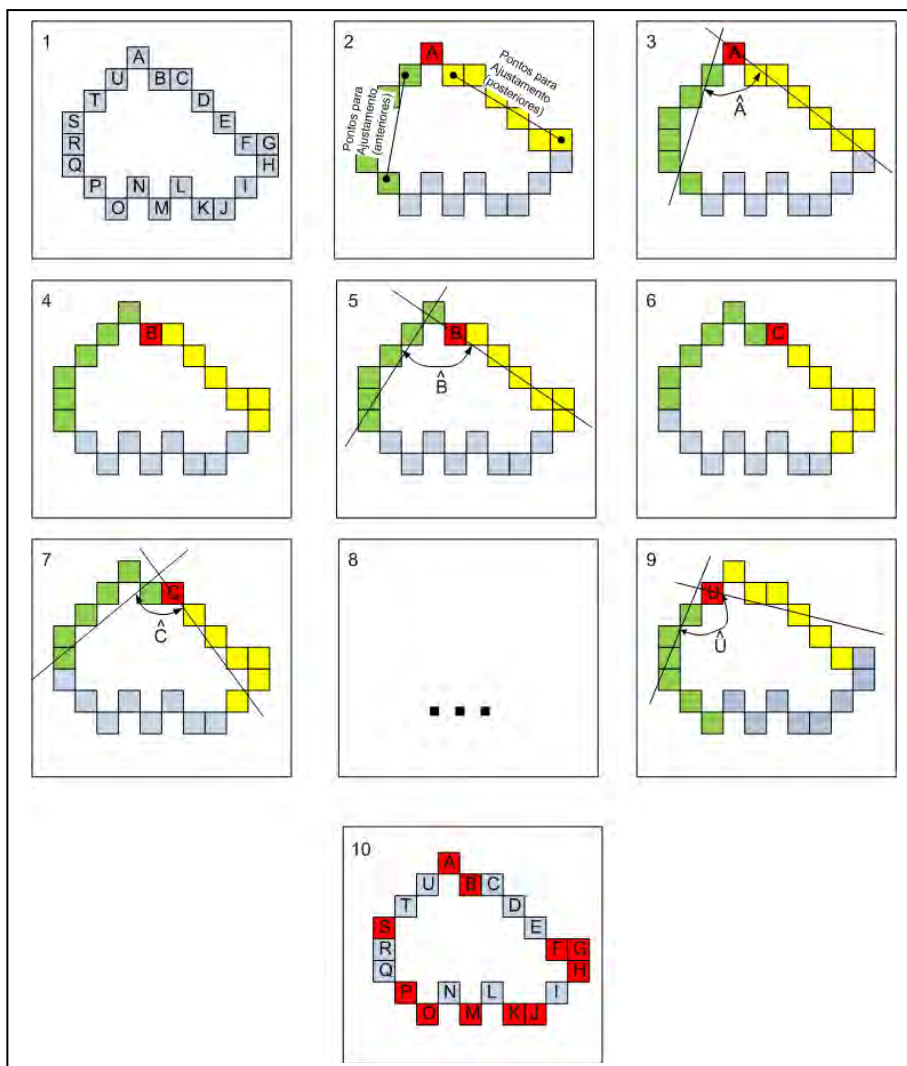 1
A
U B C
T D
S E
R F G
Q H
P N L I
O M K J
2
A
Pontos para
Ajustamento
(anteriores)
Pontos para
Ajustamento
(posteriores)
3
A
Â
4
B
5
B
B̂
6
C
7
C
Ĉ
8
9
U
Û
10
A
U B C
T D
S E
R F G
Q H
P N L I
O M K J